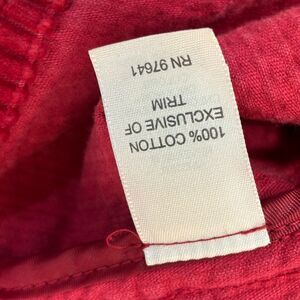 100% COTTON
EXCLUSIVE OF
TRIM
RN 97641